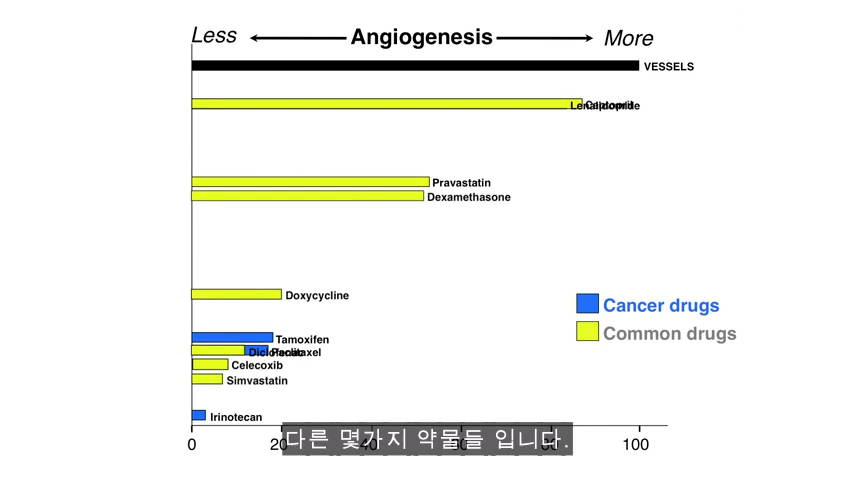 Less Angiogenesis More
VESSELS
Pravastatin
Dexamethasone
Doxycycline
Cancer drugs
Common drugs
Tamoxifen
Celecoxib
Simvastatin
Irinotecan
0 20 100
다른 몇가지 약물들 입니다.